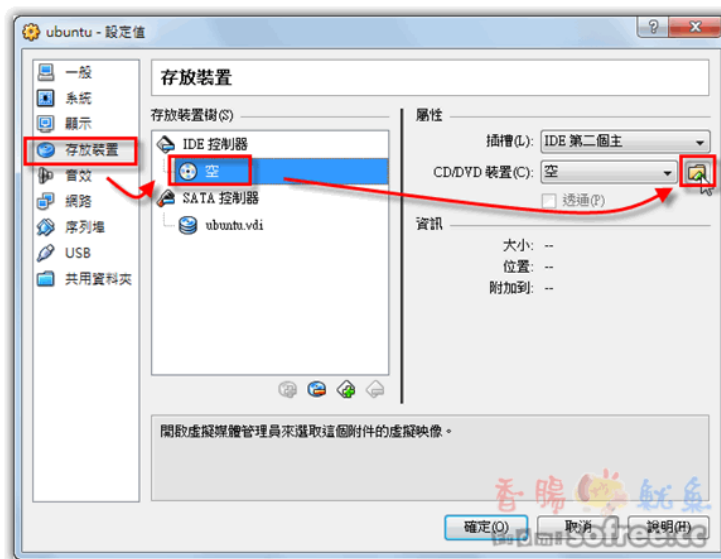 ubuntu - 設定值
一般
系統
顯示
存放裝置
音效
網路
序列埠
USB
共用資料夾
存放裝置
存放裝置樹(S)
IDE 控制器
空
SATA 控制器
ubuntu.vdi
屬性
插槽(L): IDE 第二個主
CD/DVD 裝置(C): 空
透通(P)
資訊
大小: --
位置: --
附加到: --
開啟虛擬媒體管理員來選取這個附件的虛擬映像。
香腸炒魷魚
確定(O) 取消 說明(H)
sofree.cc